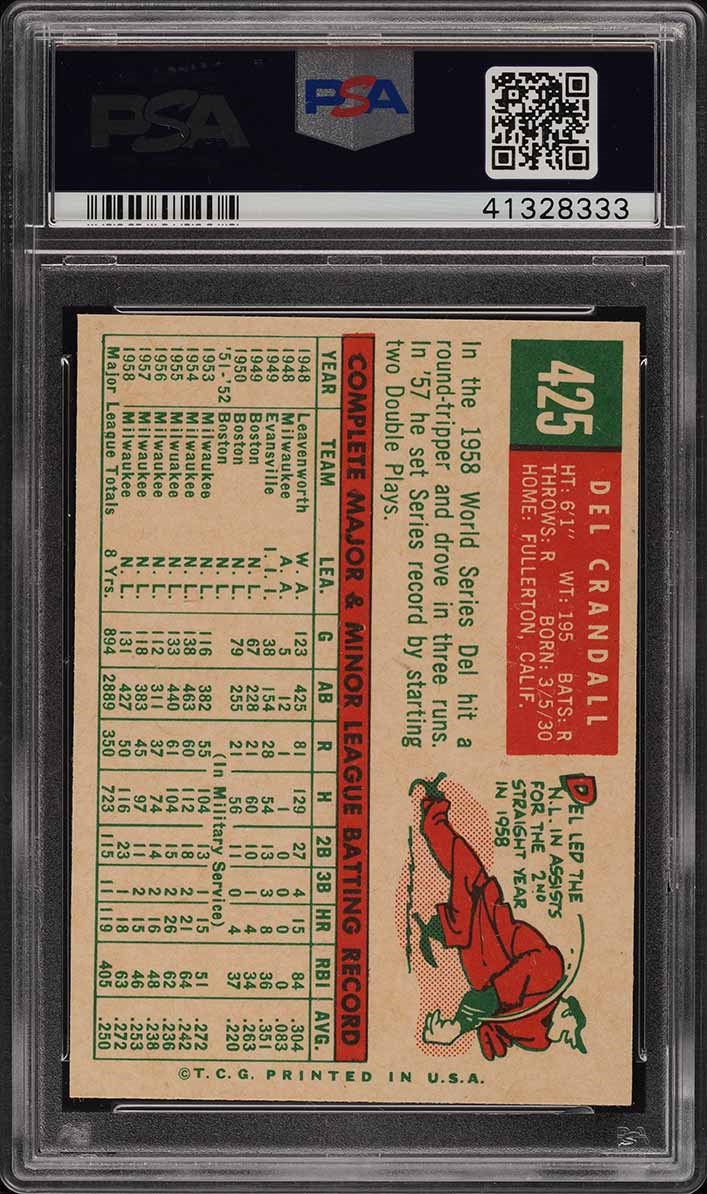 PSA
PSA
41328333
425
DEL CRANDALL
HT: 6'1" WT: 195 BATS: R
THROWS: R BORN: 3/5/30
HOME: FULLERTON, CALIF.
In the 1958 World Series Del hit a
round-tripper and drove in three runs.
In '57 he set Series record by starting
two Double Plays.
DEL LED THE
N.L. IN ASSISTS
FOR THE 2ND
STRAIGHT YEAR
IN 1958
COMPLETE MAJOR & MINOR LEAGUE BATTING RECORD
YEAR TEAM LEA. G AB R H 2B 3B HR RBI AVG.
1948 Leavenworth W. A. 123 425 81 129 27 4 15 84 .304
1948 Milwaukee A. A. 5 12 1 1 0 0 0 0 .083
1949 Evansville I. I. I. 38 154 28 54 13 3 8 36 .351
1949 Boston N. L. 67 228 21 60 10 1 4 34 .263
1950 Boston N. L. 79 255 21 56 11 0 4 37 .220
'51-'52 Boston N. L. (In Military Service)
1953 Milwaukee N. L. 116 382 55 104 13 1 15 51 .272
1954 Milwaukee N. L. 138 463 60 112 18 2 21 64 .242
1955 Milwaukee N. L. 133 440 61 104 15 2 26 62 .236
1956 Milwaukee N. L. 112 311 37 74 14 2 16 48 .238
1957 Milwaukee N. L. 118 383 45 97 11 2 15 46 .253
1958 Milwaukee N. L. 131 427 50 116 23 1 18 63 .272
Major League Totals 8 Yrs. 894 2889 350 723 115 11 119 405 .250
©T.C.G. PRINTED IN U.S.A.
PSA